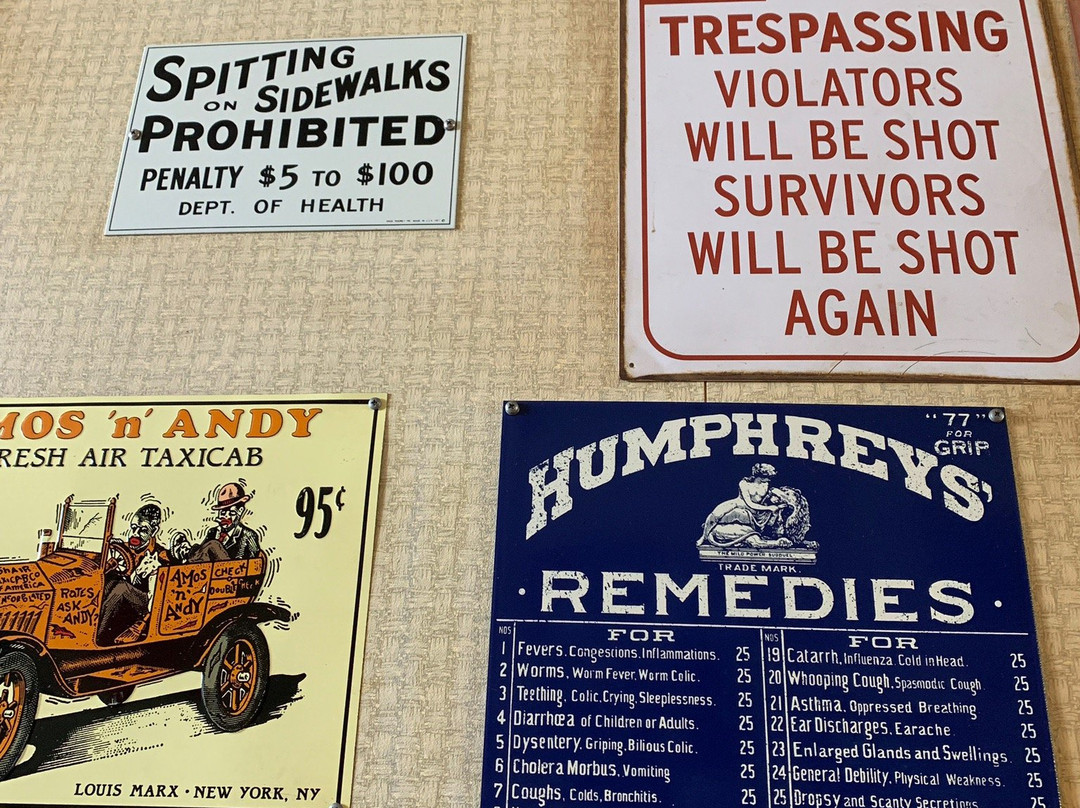 SPITTING
ON SIDEWALKS
PROHIBITED
PENALTY $5 TO $100
DEPT. OF HEALTH
TRESPASSING
VIOLATORS
WILL BE SHOT
SURVIVORS
WILL BE SHOT
AGAIN
MOS 'n' ANDY
RESH AIR TAXICAB
95¢
RATES
ASK
ANDY?
AMOS
'n'
ANDY
CHECK
LOUIS MARX • NEW YORK, NY
HUMPHREYS'
"77"
FOR
GRIP
TRADE MARK.
• REMEDIES •
NOS FOR
1 Fevers, Congestions, Inflammations. 25
2 Worms, Worm Fever, Worm Colic. 25
3 Teething, Colic, Crying, Sleeplessness. 25
4 Diarrhœa of Children or Adults. 25
5 Dysentery, Griping, Bilious Colic. 25
6 Cholera Morbus, Vomiting 25
7 Coughs, Colds, Bronchitis. 25
NOS FOR
19 Catarrh, Influenza, Cold in Head. 25
20 Whooping Cough, Spasmodic Cough. 25
21 Asthma, Oppressed Breathing 25
22 Ear Discharges, Earache. 25
23 Enlarged Glands and Swellings. 25
24 General Debility, Physical Weakness. 25
25 Dropsy and Scanty Secretions 25